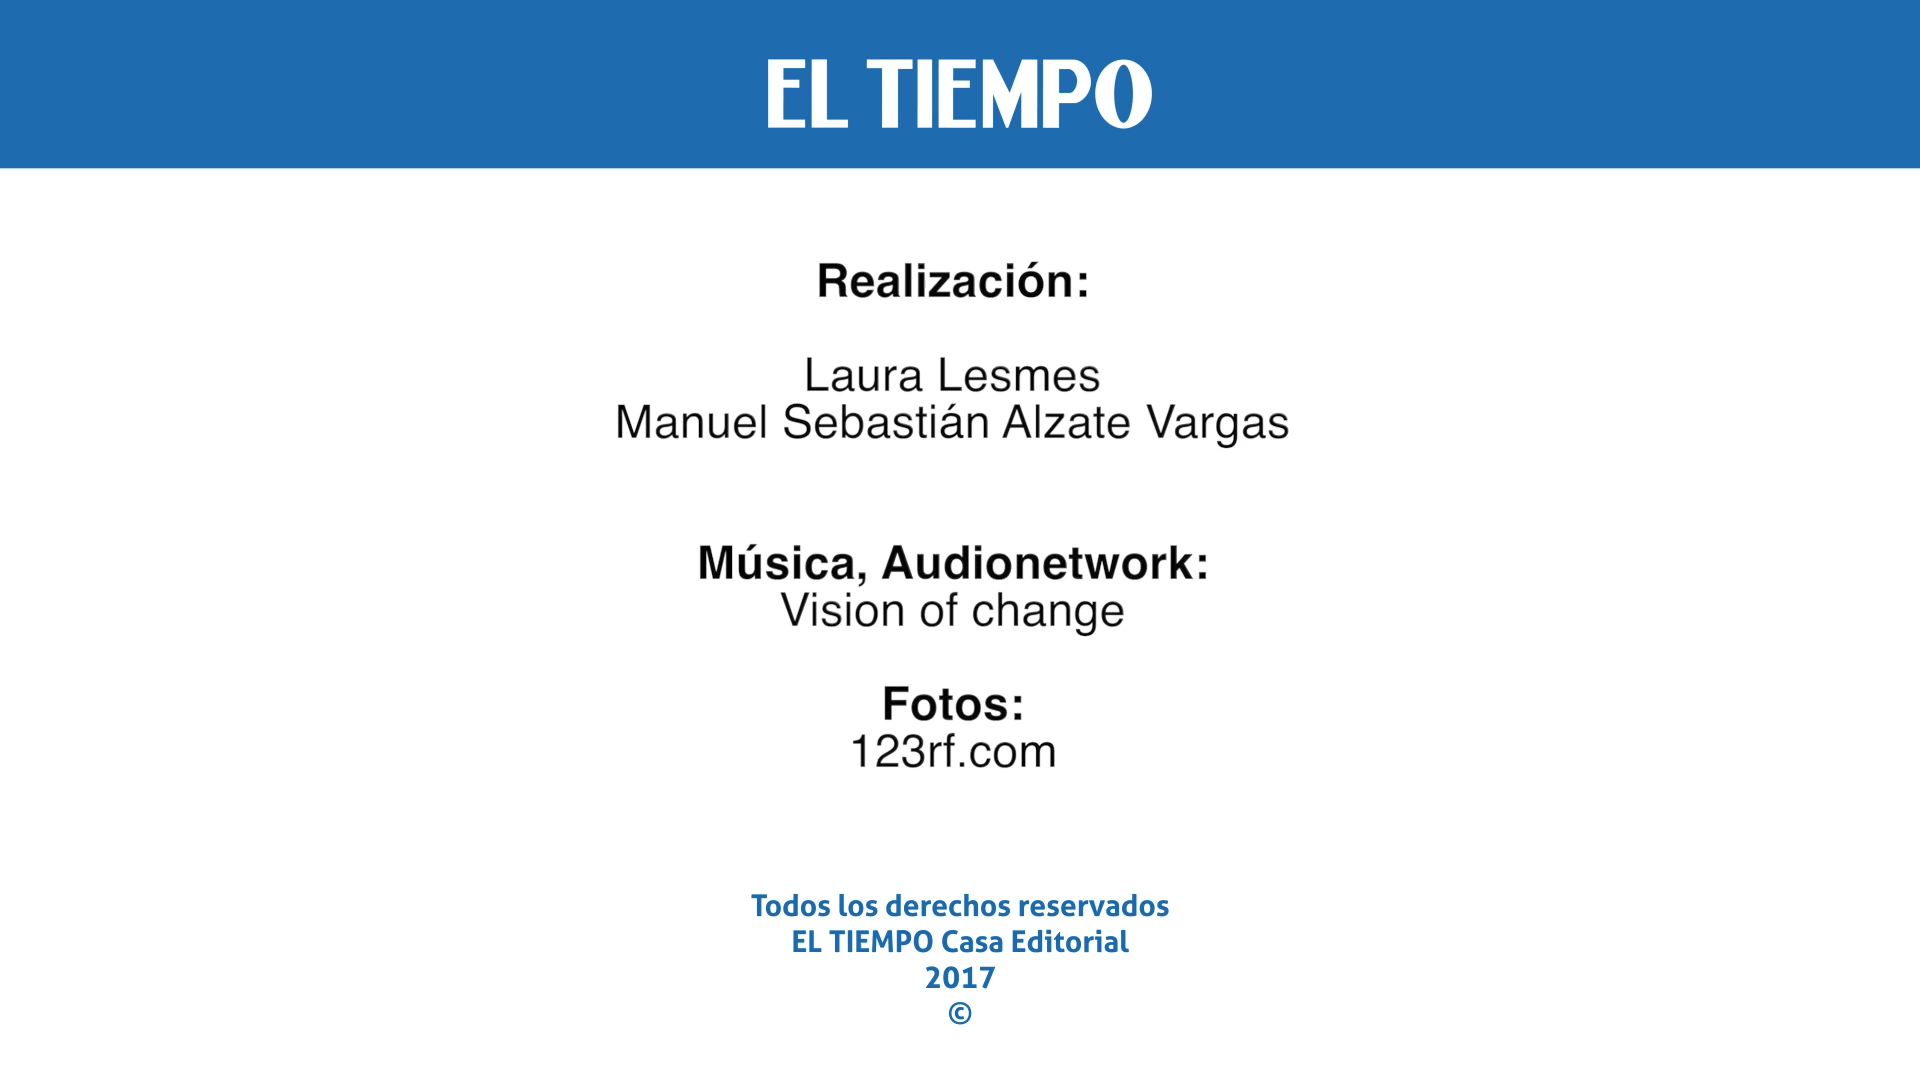 EL TIEMPO
Realización:
Laura Lesmes
Manuel Sebastián Alzate Vargas
Música, Audionetwork:
Vision of change
Fotos:
123rf.com
Todos los derechos reservados
EL TIEMPO Casa Editorial
2017
©